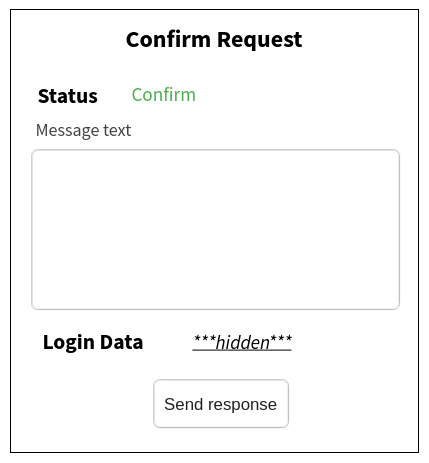 Confirm Request
Status Confirm
Message text
Login Data ***hidden***
Send response